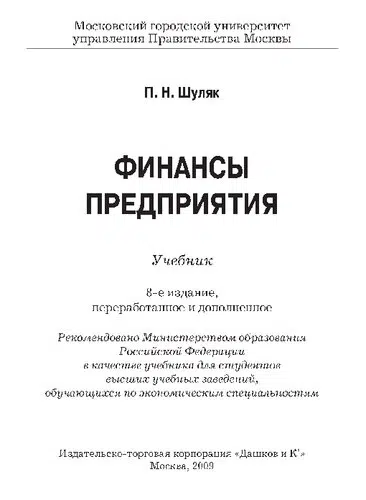 Московский городской университет
управления Правительства Москвы
П. Н. Шуляк
ФИНАНСЫ
ПРЕДПРИЯТИЯ
Учебник
8-е издание,
переработанное и дополненное
Рекомендовано Министерством образования
Российской Федерации
в качестве учебника для студентов
высших учебных заведений,
обучающихся по экономическим специальностям
Издательско-торговая корпорация «Дашков и К°»
Москва, 2009